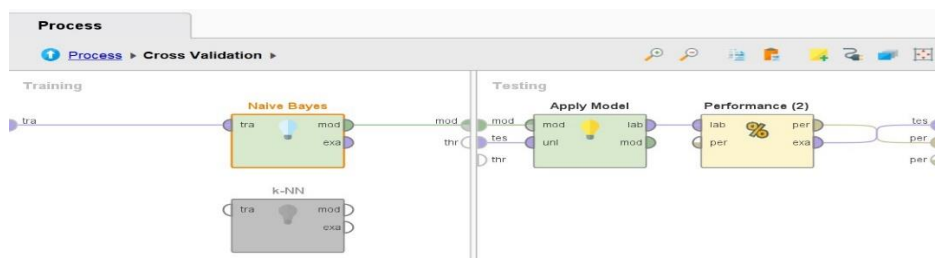 Process
Process ▸ Cross Validation ▸
Training
Naive Bayes
tra
tra
mod
exa
mod
thr
k-NN
tra
mod
exa
Testing
Apply Model
Performance (2)
mod
tes
thr
mod
unl
lab
mod
lab
per
per
exa
tes
per
per